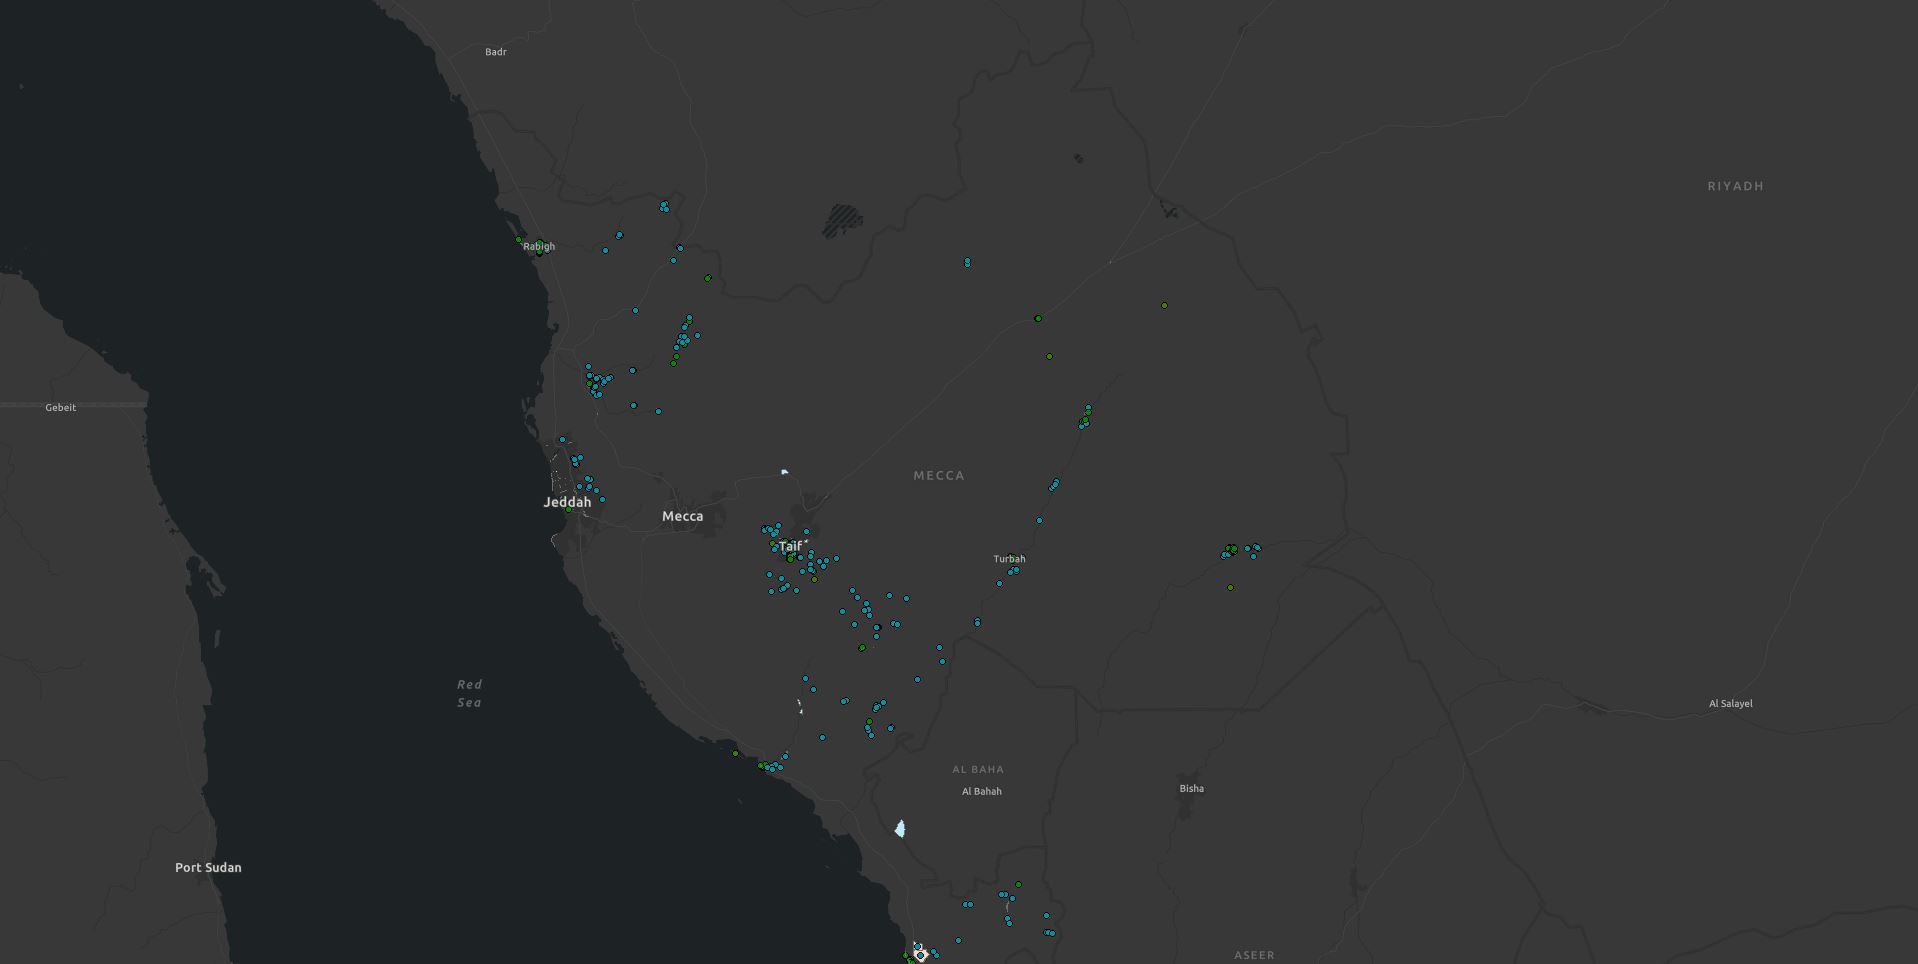 Badr
RIYADH
Rabigh
Gebeit
MECCA
Jeddah
Mecca
Taif
Turbah
Red
Sea
Al Salayel
AL BAHA
Al Bahah
Bisha
Port Sudan
ASEER